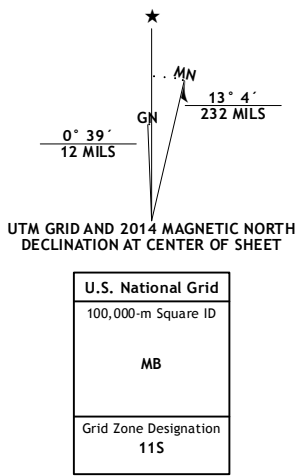 MN
GN
13° 4´
232 MILS
0° 39´
12 MILS
UTM GRID AND 2014 MAGNETIC NORTH
DECLINATION AT CENTER OF SHEET
U.S. National Grid
100,000-m Square ID
MB
Grid Zone Designation
11S